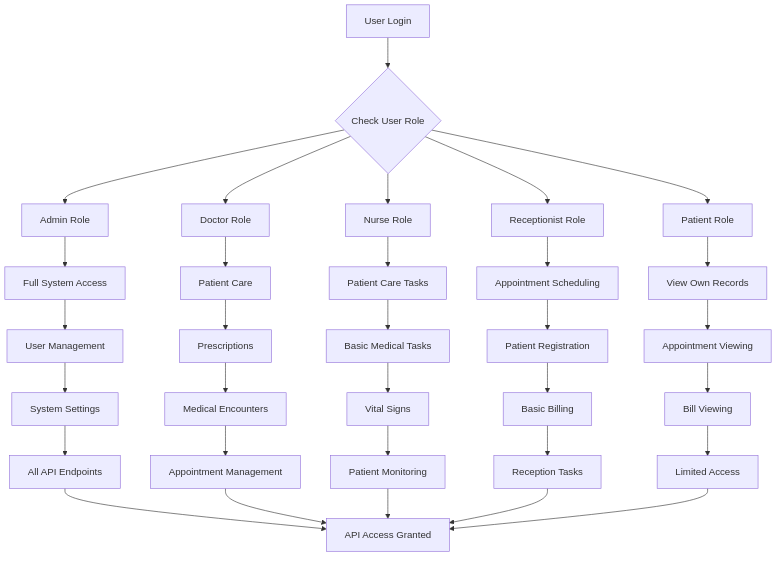 User Login
Check User Role
Admin Role
Doctor Role
Nurse Role
Receptionist Role
Patient Role
Full System Access
Patient Care
Patient Care Tasks
Appointment Scheduling
View Own Records
User Management
Prescriptions
Basic Medical Tasks
Patient Registration
Appointment Viewing
System Settings
Medical Encounters
Vital Signs
Basic Billing
Bill Viewing
All API Endpoints
Appointment Management
Patient Monitoring
Reception Tasks
Limited Access
API Access Granted